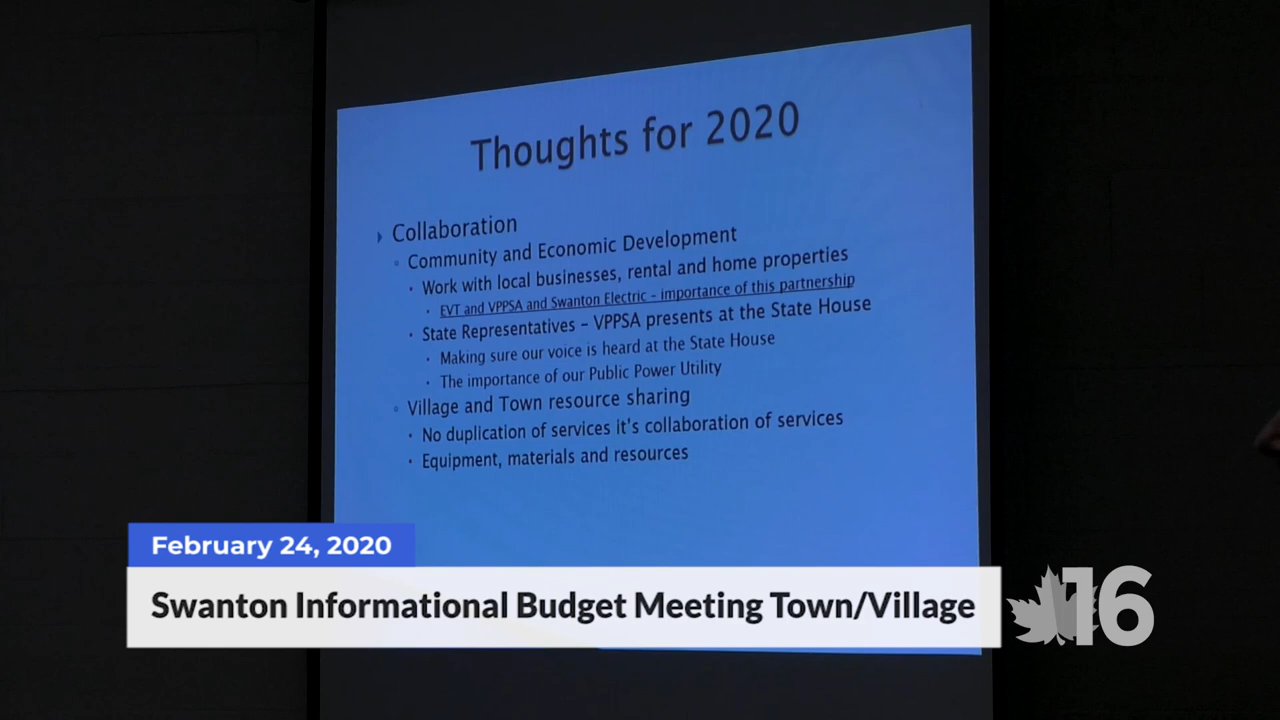 Thoughts for 2020
Collaboration
Community and Economic Development
Work with local businesses, rental and home properties
EVT and VPPSA and Swanton Electric – importance of this partnership
State Representatives – VPPSA presents at the State House
Making sure our voice is heard at the State House
The importance of our Public Power Utility
Village and Town resource sharing
No duplication of services it's collaboration of services
Equipment, materials and resources
February 24, 2020
Swanton Informational Budget Meeting Town/Village
16